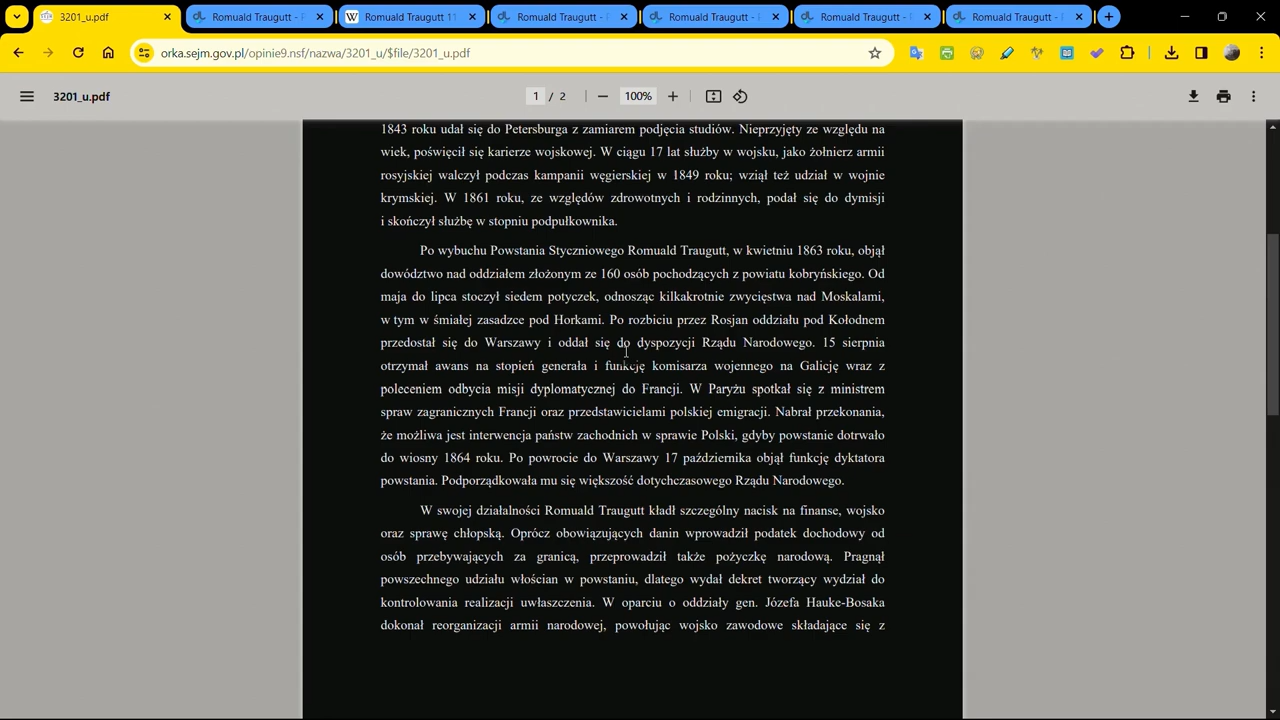 3201_u.pdf
Romuald Traugutt - F
Romuald Traugutt 11
Romuald Traugutt - F
Romuald Traugutt - F
Romuald Traugutt - F
Romuald Traugutt - F
orka.sejm.gov.pl/opinie9.nsf/nazwa/3201_u/$file/3201_u.pdf
3201_u.pdf
1 / 2
100%
1843 roku udał się do Petersburga z zamiarem podjęcia studiów. Nieprzyjęty ze względu na
wiek, poświęcił się karierze wojskowej. W ciągu 17 lat służby w wojsku, jako żołnierz armii
rosyjskiej walczył podczas kampanii węgierskiej w 1849 roku; wziął też udział w wojnie
krymskiej. W 1861 roku, ze względów zdrowotnych i rodzinnych, podał się do dymisji
i skończył służbę w stopniu podpułkownika.
Po wybuchu Powstania Styczniowego Romuald Traugutt, w kwietniu 1863 roku, objął
dowództwo nad oddziałem złożonym ze 160 osób pochodzących z powiatu kobryńskiego. Od
maja do lipca stoczył siedem potyczek, odnosząc kilkakrotnie zwycięstwa nad Moskalami,
w tym w śmiałej zasadzce pod Horkami. Po rozbiciu przez Rosjan oddziału pod Kołodnem
przedostał się do Warszawy i oddał się do dyspozycji Rządu Narodowego. 15 sierpnia
otrzymał awans na stopień generała i funkcję komisarza wojennego na Galicję wraz z
poleceniem odbycia misji dyplomatycznej do Francji. W Paryżu spotkał się z ministrem
spraw zagranicznych Francji oraz przedstawicielami polskiej emigracji. Nabrał przekonania,
że możliwa jest interwencja państw zachodnich w sprawie Polski, gdyby powstanie dotrwało
do wiosny 1864 roku. Po powrocie do Warszawy 17 października objął funkcję dyktatora
powstania. Podporządkowała mu się większość dotychczasowego Rządu Narodowego.
W swojej działalności Romuald Traugutt kładł szczególny nacisk na finanse, wojsko
oraz sprawę chłopską. Oprócz obowiązujących danin wprowadził podatek dochodowy od
osób przebywających za granicą, przeprowadził także pożyczkę narodową. Pragnął
powszechnego udziału włościan w powstaniu, dlatego wydał dekret tworzący wydział do
kontrolowania realizacji uwłaszczenia. W oparciu o oddziały gen. Józefa Hauke-Bosaka
dokonał reorganizacji armii narodowej, powołując wojsko zawodowe składające się z